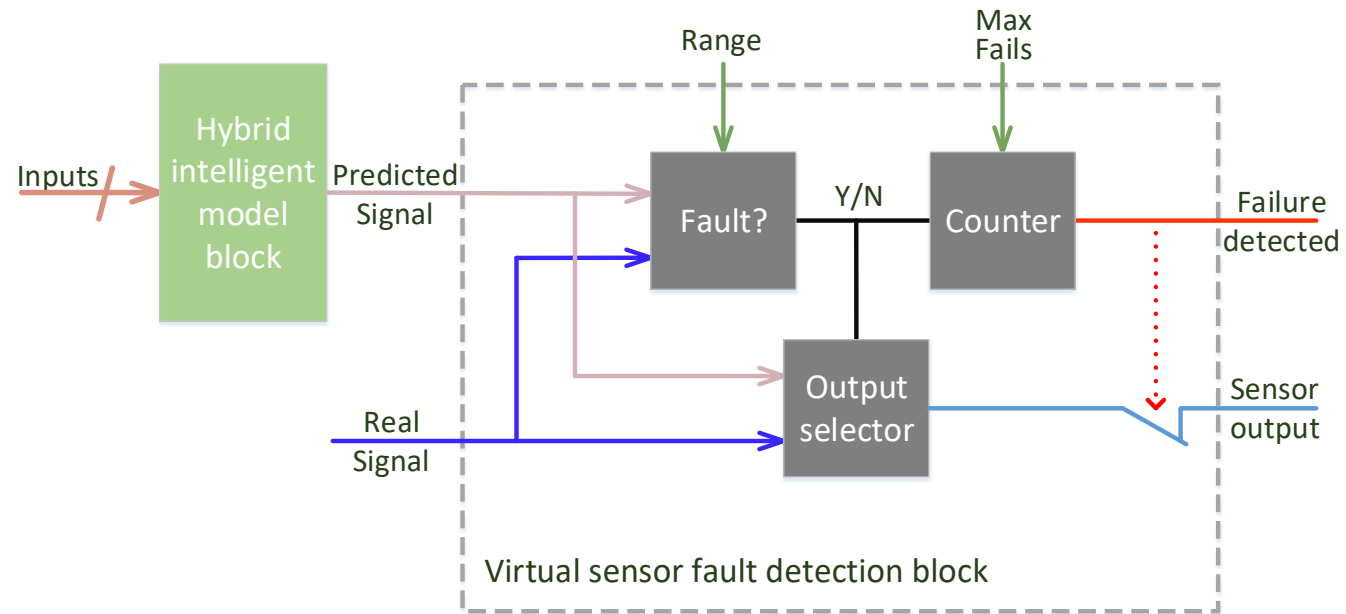 Range
Max
Fails
Hybrid
intelligent
model
block
Inputs
Predicted
Signal
Fault?
Y/N
Counter
Failure
detected
Output
selector
Sensor
output
Real
Signal
Virtual sensor fault detection block